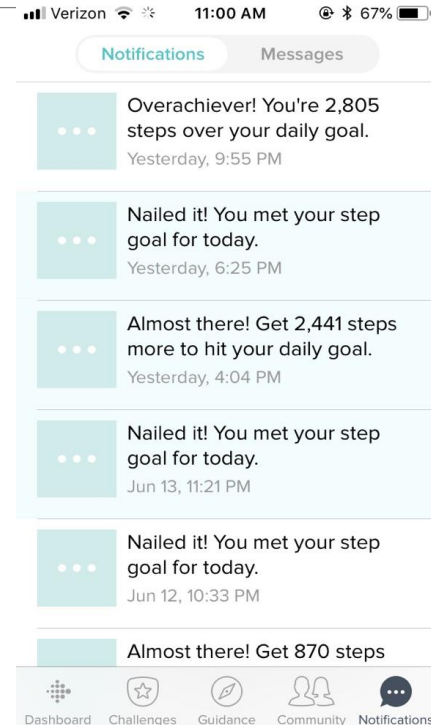 Verizon 11:00 AM 67%
Notifications Messages
Overachiever! You're 2,805
steps over your daily goal.
Yesterday, 9:55 PM
Nailed it! You met your step
goal for today.
Yesterday, 6:25 PM
Almost there! Get 2,441 steps
more to hit your daily goal.
Yesterday, 4:04 PM
Nailed it! You met your step
goal for today.
Jun 13, 11:21 PM
Nailed it! You met your step
goal for today.
Jun 12, 10:33 PM
Almost there! Get 870 steps
Dashboard Challenges Guidance Community Notifications